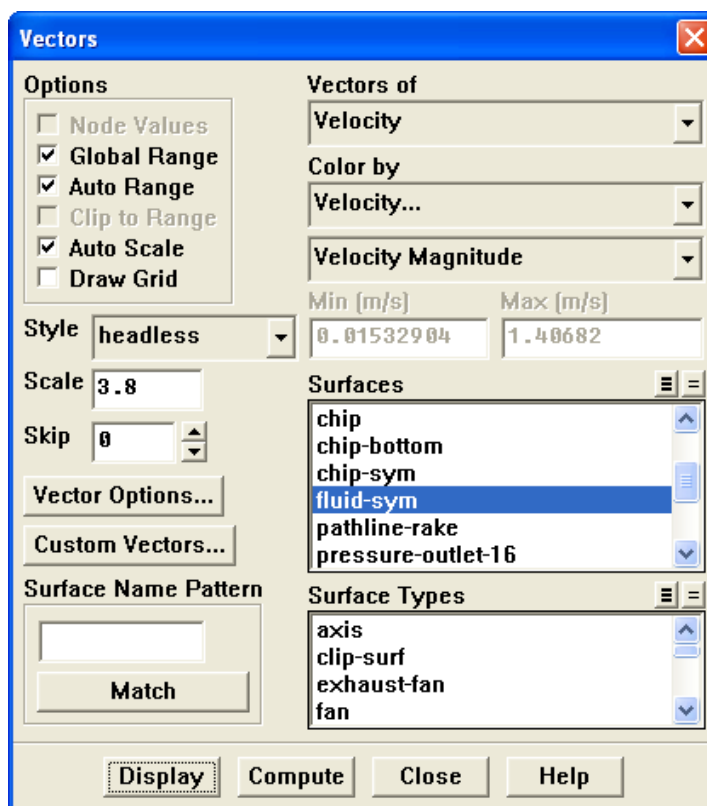 Vectors
Options
Node Values
Global Range
Auto Range
Clip to Range
Auto Scale
Draw Grid
Style headless
Scale 3.8
Skip 0
Vector Options...
Custom Vectors...
Surface Name Pattern
Match
Vectors of
Velocity
Color by
Velocity...
Velocity Magnitude
Min (m/s) Max (m/s)
0.01532904 1.40682
Surfaces
chip
chip-bottom
chip-sym
fluid-sym
pathline-rake
pressure-outlet-16
Surface Types
axis
clip-surf
exhaust-fan
fan
Display Compute Close Help